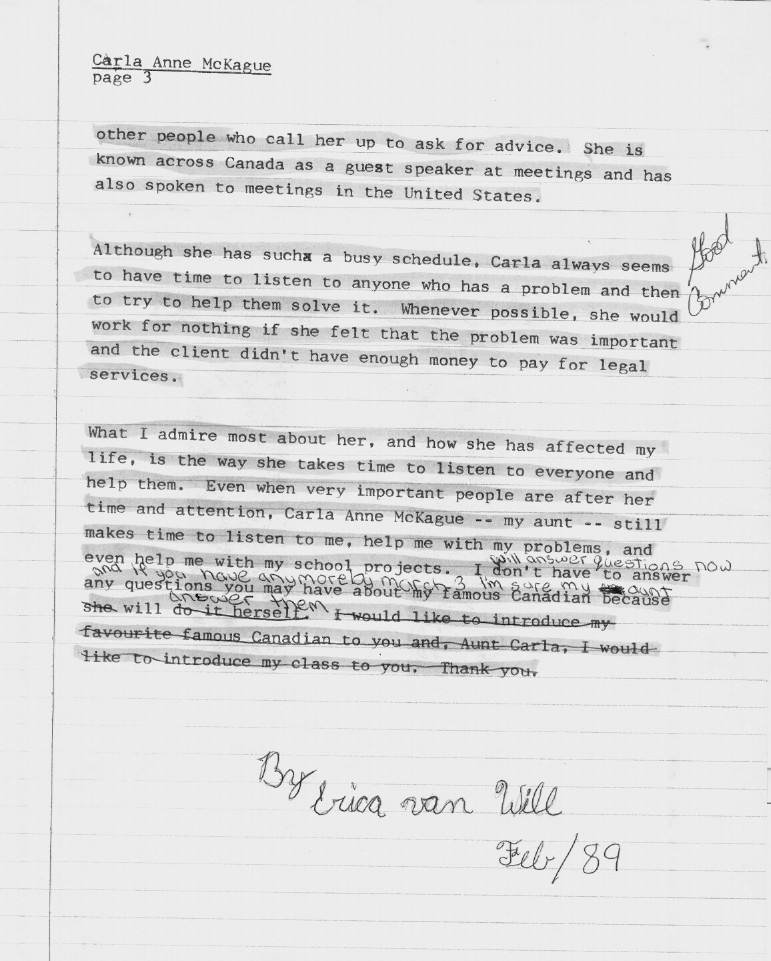 Carla Anne McKague
page 3
other people who call her up to ask for advice. She is
known across Canada as a guest speaker at meetings and has
also spoken to meetings in the United States.
Although she has suchx a busy schedule, Carla always seems
to have time to listen to anyone who has a problem and then
to try to help them solve it. Whenever possible, she would
work for nothing if she felt that the problem was important
and the client didn't have enough money to pay for legal
services.
Good
Comment.
What I admire most about her, and how she has affected my
life, is the way she takes time to listen to everyone and
help them. Even when very important people are after her
time and attention, Carla Anne McKague -- my aunt -- still
makes time to listen to me, help me with my problems, and
will answer questions now
even help me with my school projects. I don't have to answer
and if you have anymore by march 3 I'm sure my aunt
any questions you may have about my famous Canadian because
answer them
she will do it herself. I would like to introduce my
favourite famous Canadian to you and, Aunt Carla, I would
like to introduce my class to you. Thank you.
By
Erica van Will
Feb/89